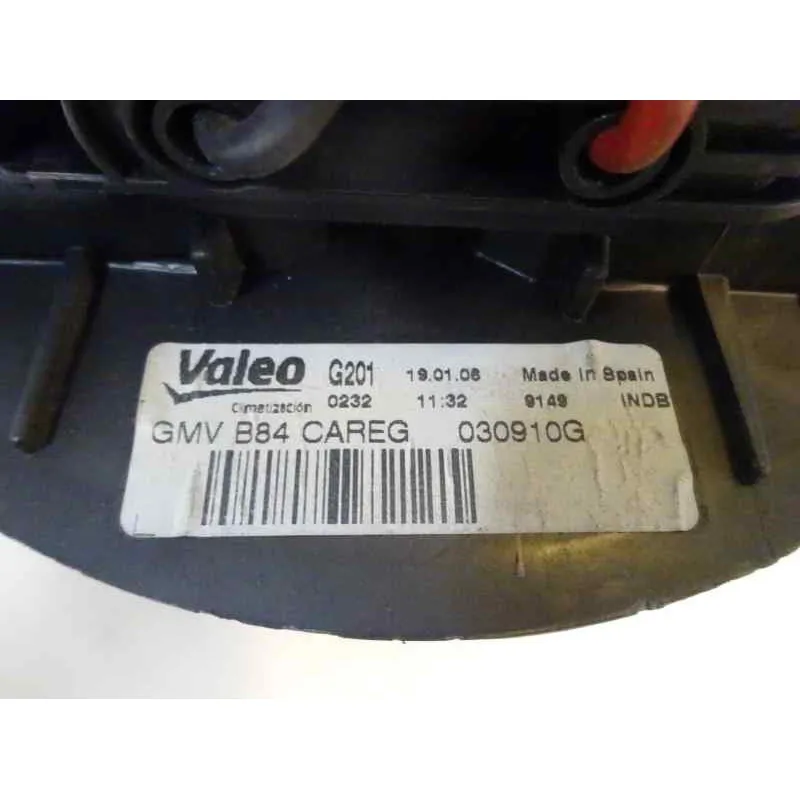 Valeo G201 19.01.06 Made In Spain
Climatización 0232 11:32 9149 INDB
GMV B84 CAREG 030910G